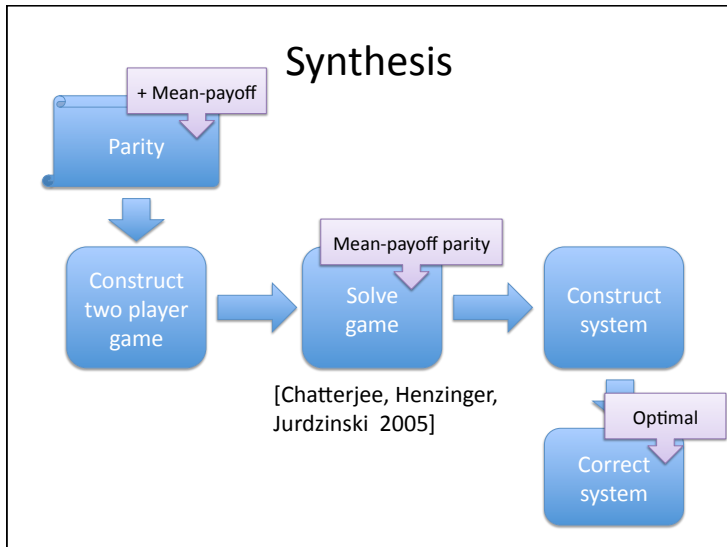 Synthesis
+ Mean-payoff
Parity
Construct
two player
game
Mean-payoff parity
Solve
game
Construct
system
[Chatterjee, Henzinger,
Jurdzinski 2005]
Optimal
Correct
system